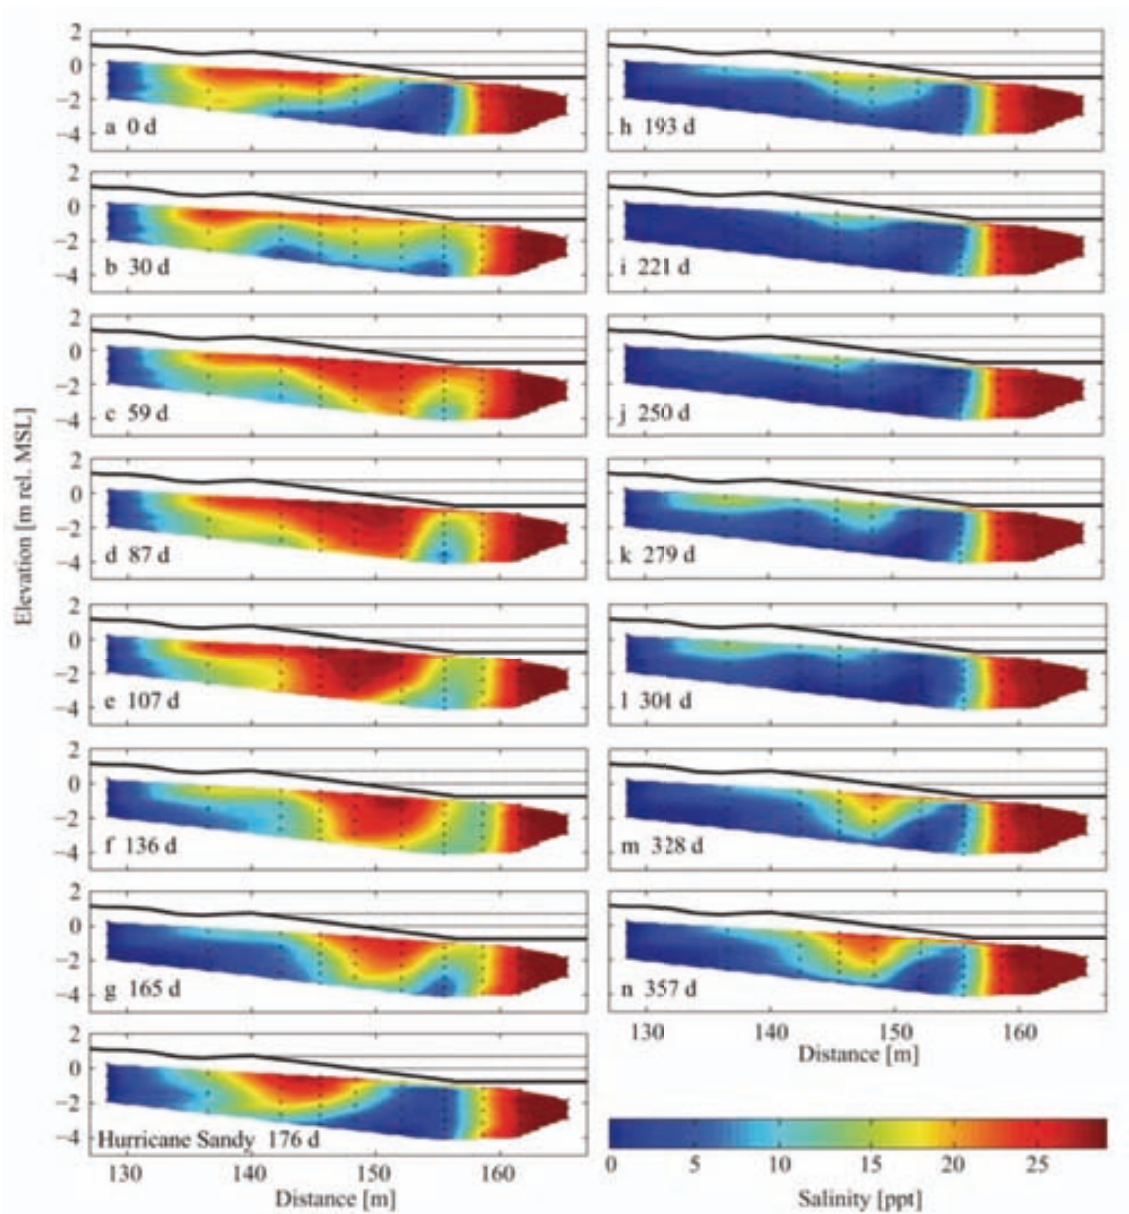 2
0
−2
−4
a 0 d
h 193 d
2
0
−2
−4
b 30 d
i 221 d
2
0
−2
−4
c 59 d
j 250 d
2
0
−2
−4
d 87 d
k 279 d
2
0
−2
−4
e 107 d
l 301 d
2
0
−2
−4
f 136 d
m 328 d
2
0
−2
−4
g 165 d
n 357 d
130 140 150 160
Distance [m]
2
0
−2
−4
Hurricane Sandy 176 d
130 140 150 160
Distance [m]
Elevation [m rel. MSL]
0 5 10 15 20 25
Salinity [ppt]